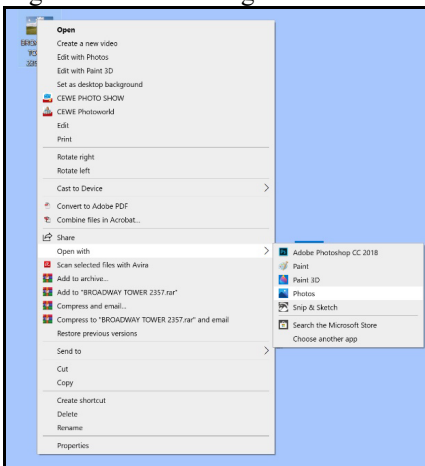 Open
Create a new video
Edit with Photos
Edit with Paint 3D
Set as desktop background
CEWE PHOTO SHOW
CEWE Photoworld
Edit
Print
Rotate right
Rotate left
Cast to Device
Convert to Adobe PDF
Combine files in Acrobat...
Share
Open with
Scan selected files with Avira
Add to archive...
Add to "BROADWAY TOWER 2357.rar"
Compress and email...
Compress to "BROADWAY TOWER 2357.rar" and email
Restore previous versions
Send to
Cut
Copy
Create shortcut
Delete
Rename
Properties
Adobe Photoshop CC 2018
Paint
Paint 3D
Photos
Snip & Sketch
Search the Microsoft Store
Choose another app